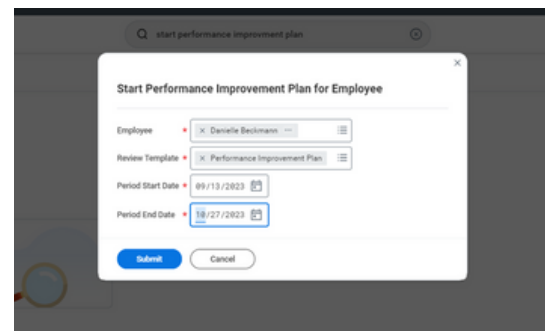 start performance improvment plan
Start Performance Improvement Plan for Employee
Employee * × Danielle Beckmann ...
Review Template * × Performance Improvement Plan
Period Start Date * 09/13/2023
Period End Date * 10/27/2023
Submit Cancel